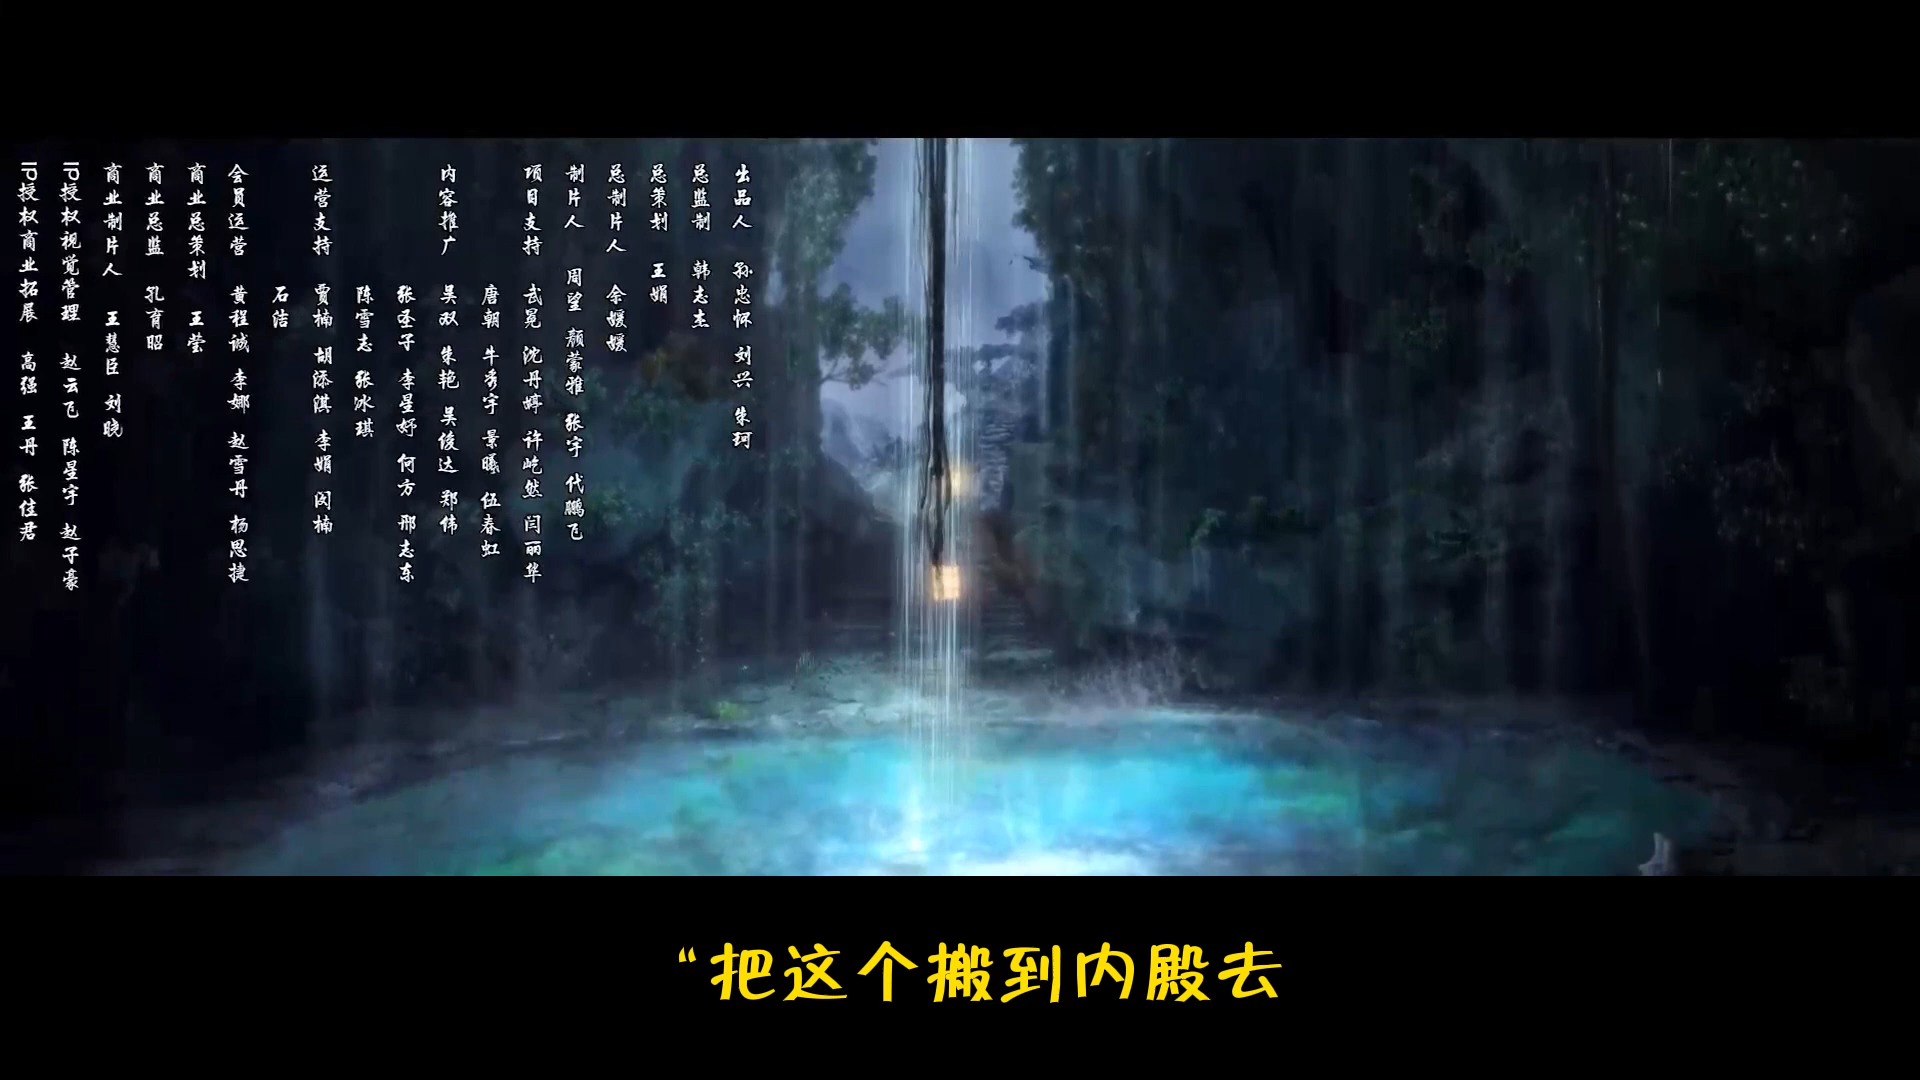 出品人 孙忠怀 刘兴 朱珂
总监制 韩志杰
总策划 王娟
总制片人 余媛媛
制片人 周望 颜蒙雅 张宇 代鹏飞
项目支持 武晃 沈丹婷 许屹然 闫丽华
唐朝 牛秀宇 景曦 伍春虹
内容推广 吴双 朱艳 吴俊达 郑伟
张圣子 李星妤 何方 邢志东
陈雪志 张冰琪
运营支持 贾楠 胡添淇 李娟 闵楠
石洁
会员运营 黄程诚 李娜 赵雪丹 杨思捷
商业总策划 王莹
商业总监 孔育昭
商业制片人 王慧臣 刘晓
IP授权视觉管理 赵云飞 陈星宇 赵子豪
IP授权商业拓展 高强 王丹 张佳君
“把这个搬到内殿去